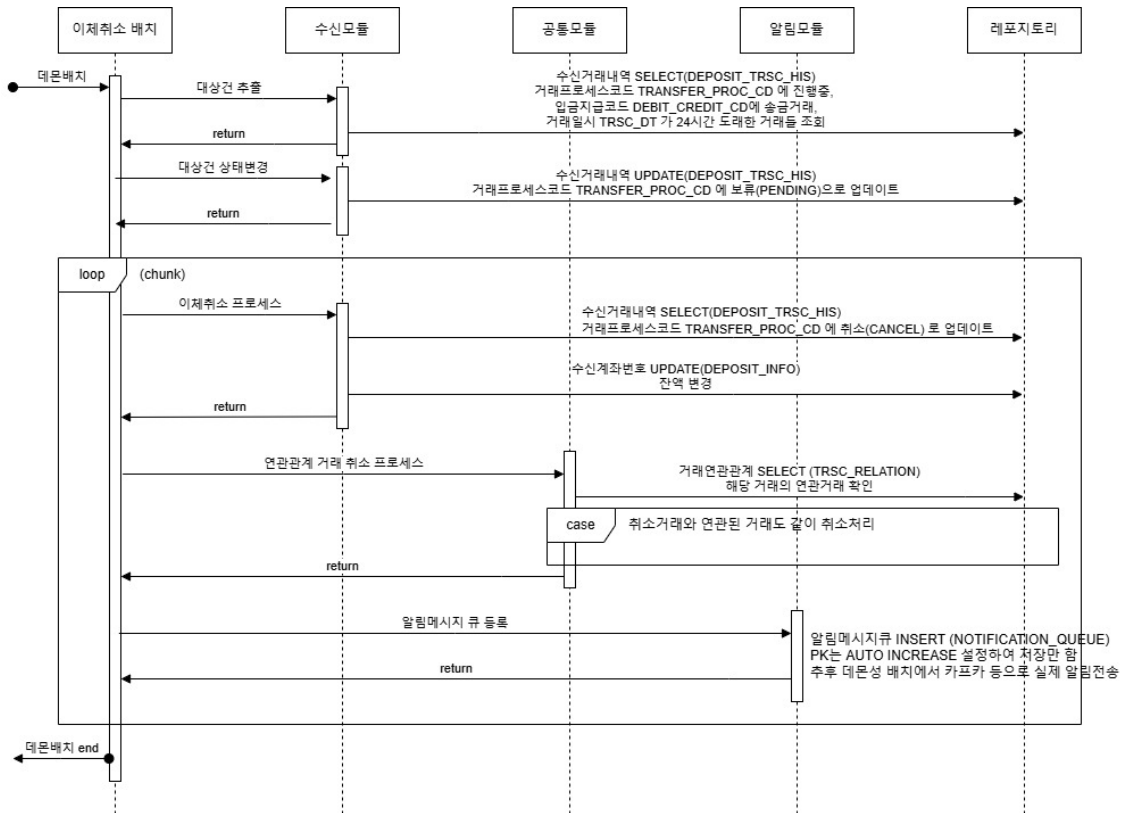 이체취소 배치
수신모듈
공통모듈
알림모듈
레포지토리
데몬배치
대상건 추출
수신거래내역 SELECT(DEPOSIT_TRSC_HIS)
거래프로세스코드 TRANSFER_PROC_CD 에 진행중,
입금지급코드 DEBIT_CREDIT_CD에 송금거래,
거래일시 TRSC_DT 가 24시간 도래한 거래들 조회
return
대상건 상태변경
수신거래내역 UPDATE(DEPOSIT_TRSC_HIS)
거래프로세스코드 TRANSFER_PROC_CD 에 보류(PENDING)으로 업데이트
return
loop
(chunk)
이체취소 프로세스
수신거래내역 SELECT(DEPOSIT_TRSC_HIS)
거래프로세스코드 TRANSFER_PROC_CD 에 취소(CANCEL) 로 업데이트
수신계좌번호 UPDATE(DEPOSIT_INFO)
잔액 변경
return
연관관계 거래 취소 프로세스
거래연관관계 SELECT (TRSC_RELATION)
해당 거래의 연관거래 확인
case
취소거래와 연관된 거래도 같이 취소처리
return
알림메시지 큐 등록
알림메시지큐 INSERT (NOTIFICATION_QUEUE)
PK는 AUTO INCREASE 설정하여 저장만 함
추후 데몬성 배치에서 카프카 등으로 실제 알림전송
return
데몬배치 end